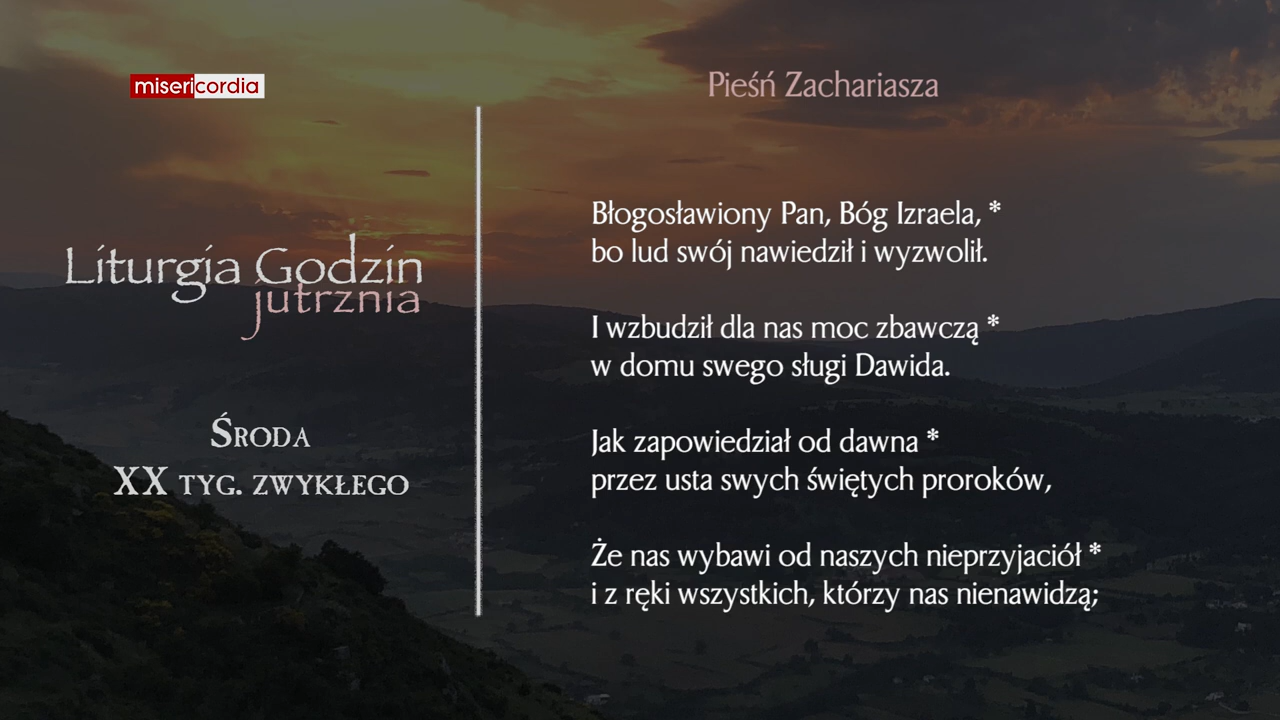 misericordia
Liturgia Godzin
jutrznia
Środa
XX tyg. zwykłego
Pieśń Zachariasza
Błogosławiony Pan, Bóg Izraela, *
bo lud swój nawiedził i wyzwolił.
I wzbudził dla nas moc zbawczą *
w domu swego sługi Dawida.
Jak zapowiedział od dawna *
przez usta swych świętych proroków,
Że nas wybawi od naszych nieprzyjaciół *
i z ręki wszystkich, którzy nas nienawidzą;